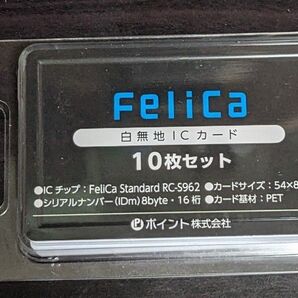 FeliCa
白無地ICカード
10枚セット
●ICチップ：FeliCa Standard RC-S962 ●カードサイズ：54×8
●シリアルナンバー（IDm）8byte・16桁 ●カード基材：PET
ポイント株式会社